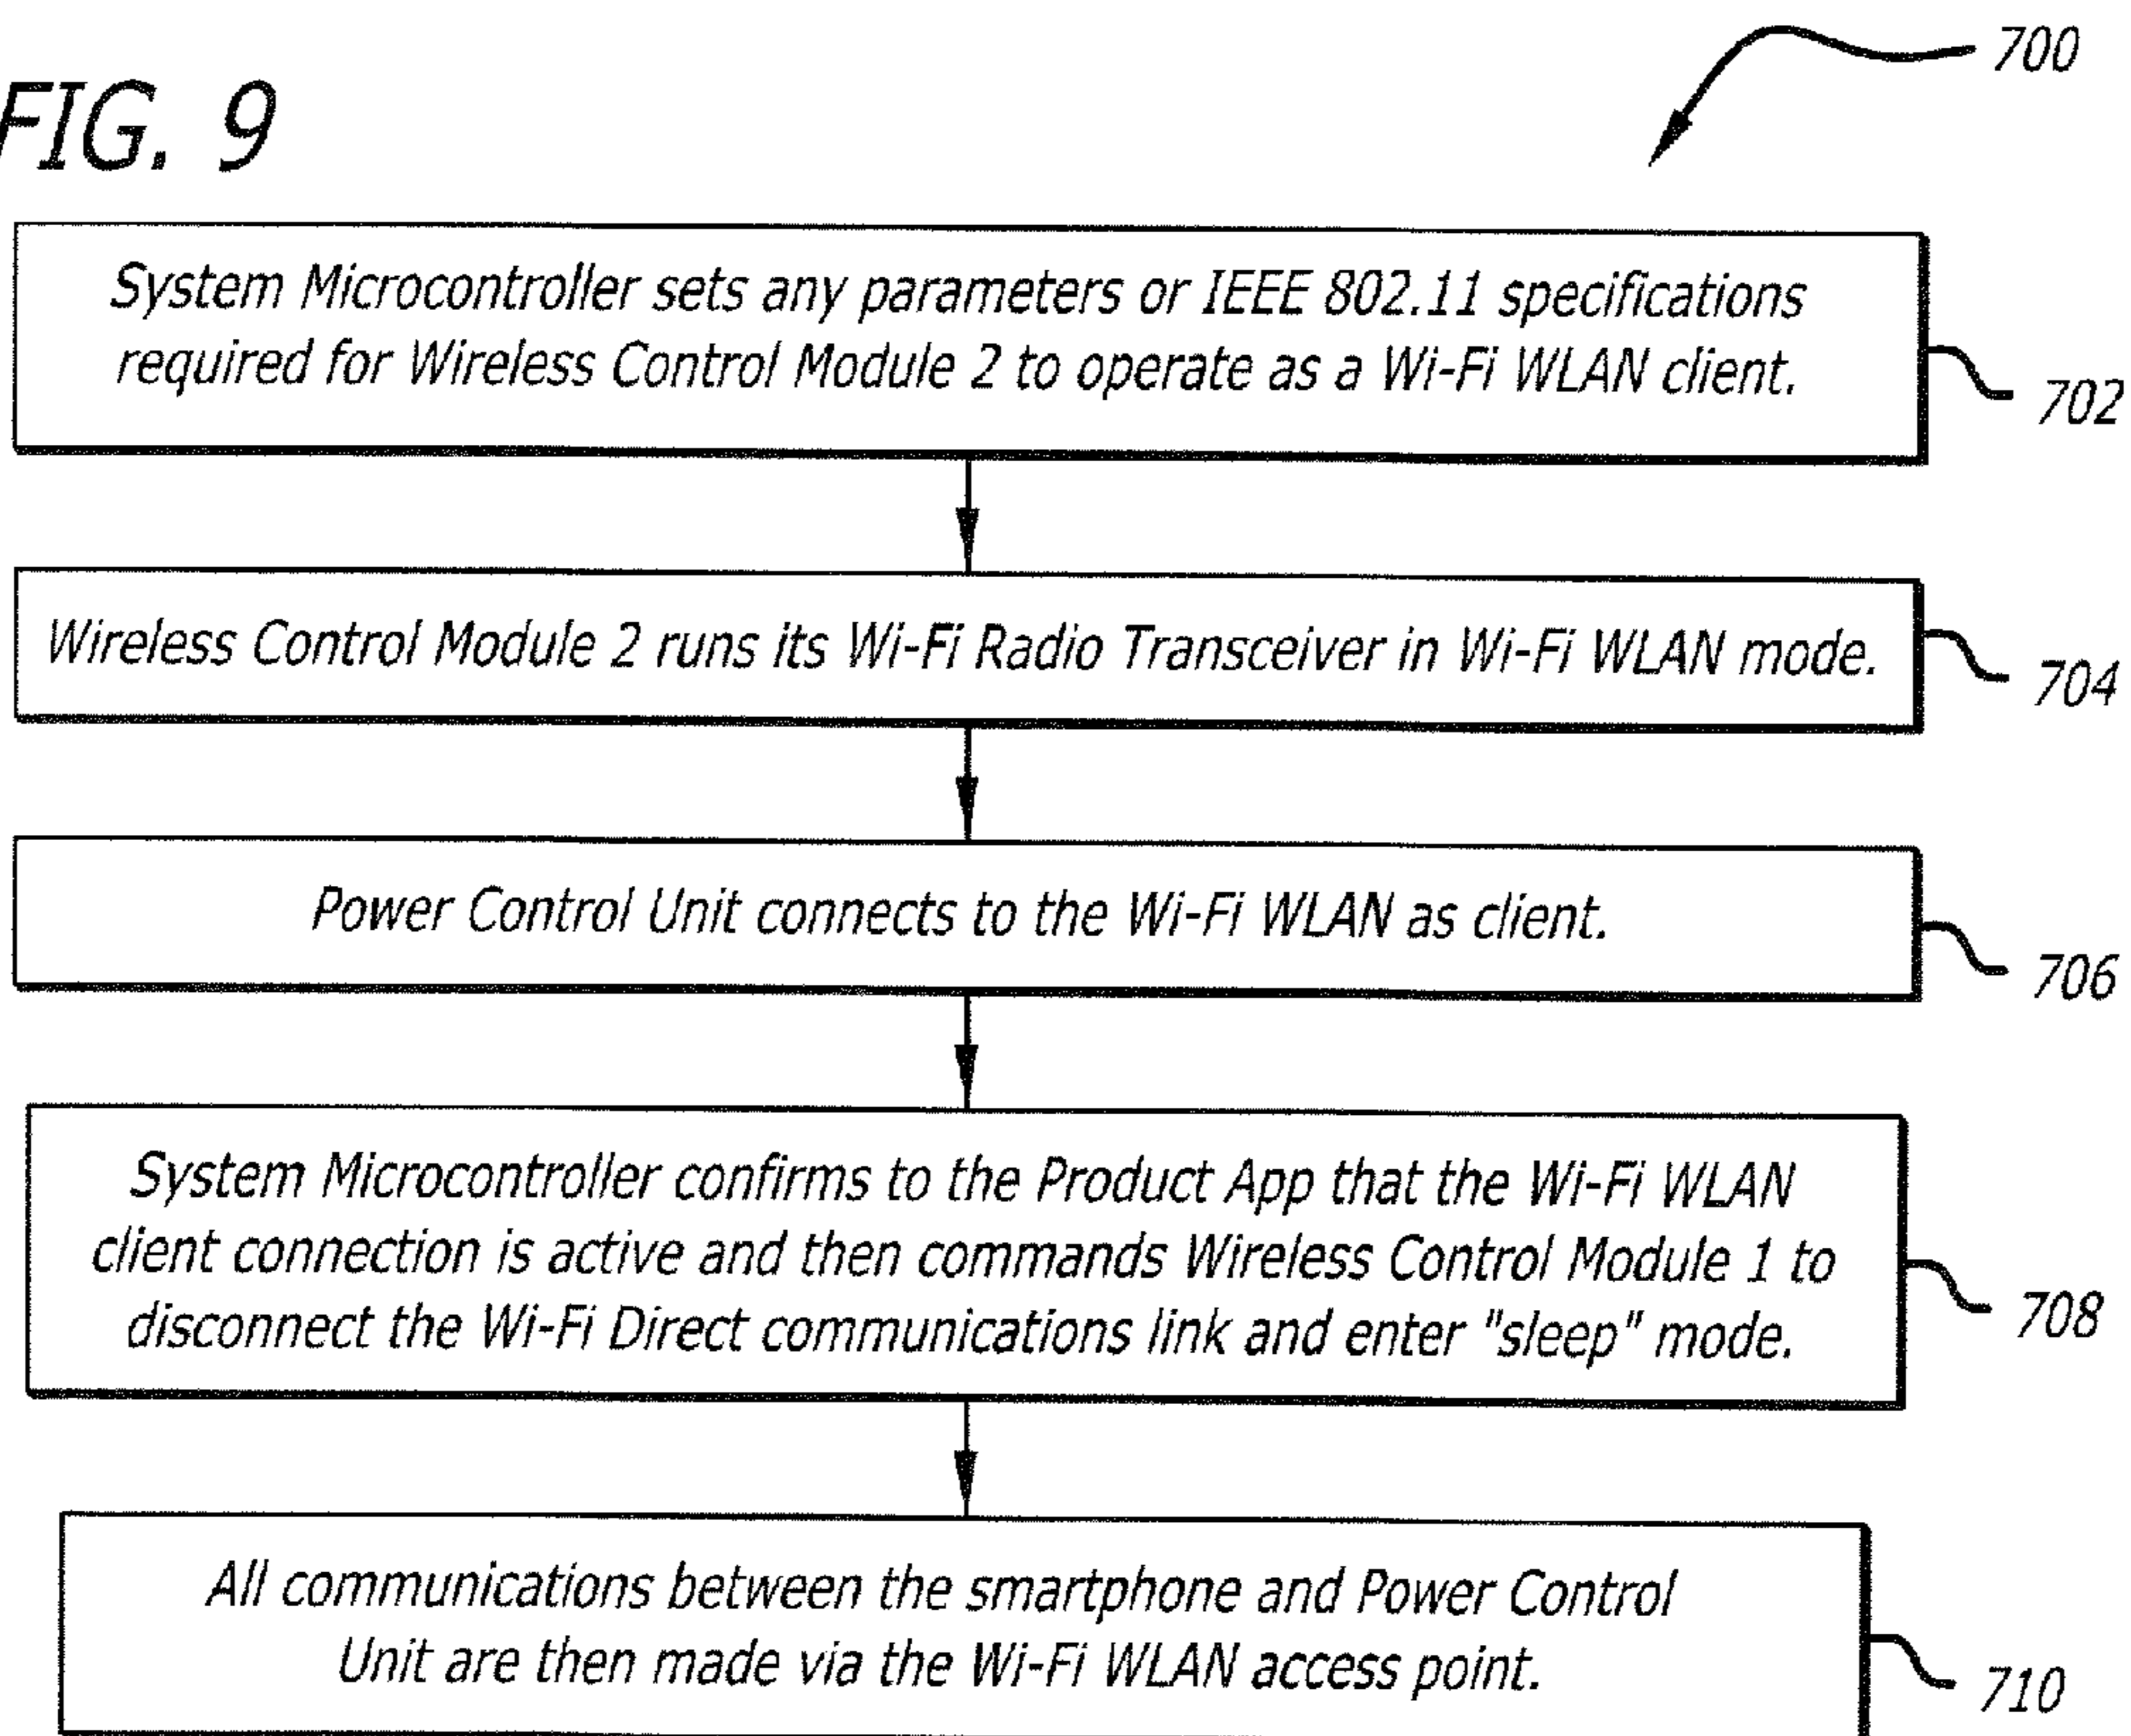 700
FIG. 9
System Microcontroller sets any parameters or IEEE 802.11 specifications
required for Wireless Control Module 2 to operate as a Wi-Fi WLAN client.
702
Wireless Control Module 2 runs its Wi-Fi Radio Transceiver in Wi-Fi WLAN mode.
704
Power Control Unit connects to the Wi-Fi WLAN as client.
706
System Microcontroller confirms to the Product App that the Wi-Fi WLAN
client connection is active and then commands Wireless Control Module 1 to
disconnect the Wi-Fi Direct communications link and enter "sleep" mode.
708
All communications between the smartphone and Power Control
Unit are then made via the Wi-Fi WLAN access point.
710